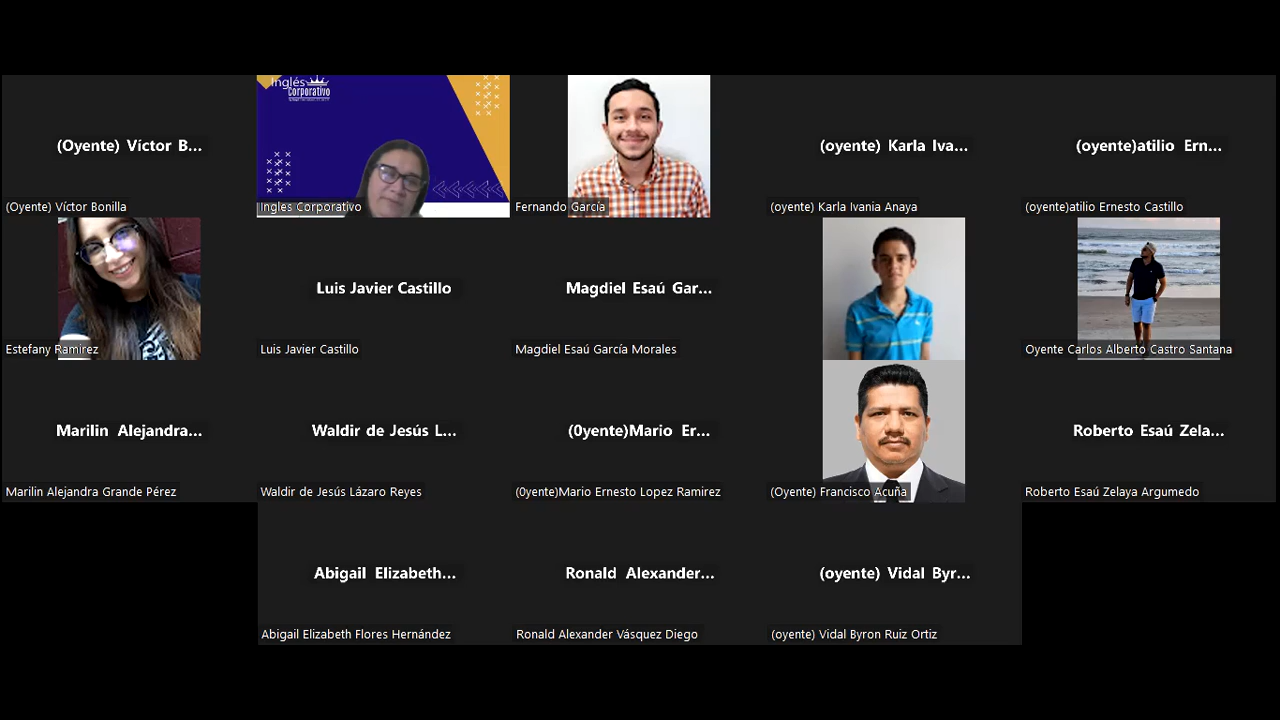 (Oyente) Víctor B...
(Oyente) Víctor Bonilla
Inglés
Corporativo
Ingles Corporativo
Fernando García
(oyente) Karla Iva...
(oyente) Karla Ivania Anaya
(oyente)atilio Ern...
(oyente)atilio Ernesto Castillo
Estefany Ramirez
Luis Javier Castillo
Luis Javier Castillo
Magdiel Esaú Gar...
Magdiel Esaú García Morales
Oyente Carlos Alberto Castro Santana
Marilin Alejandra...
Marilin Alejandra Grande Pérez
Waldir de Jesús L...
Waldir de Jesús Lázaro Reyes
(0yente)Mario Er...
(0yente)Mario Ernesto Lopez Ramirez
(Oyente) Francisco Acuña
Roberto Esaú Zela...
Roberto Esaú Zelaya Argumedo
Abigail Elizabeth...
Abigail Elizabeth Flores Hernández
Ronald Alexander...
Ronald Alexander Vásquez Diego
(oyente) Vidal Byr...
(oyente) Vidal Byron Ruiz Ortiz